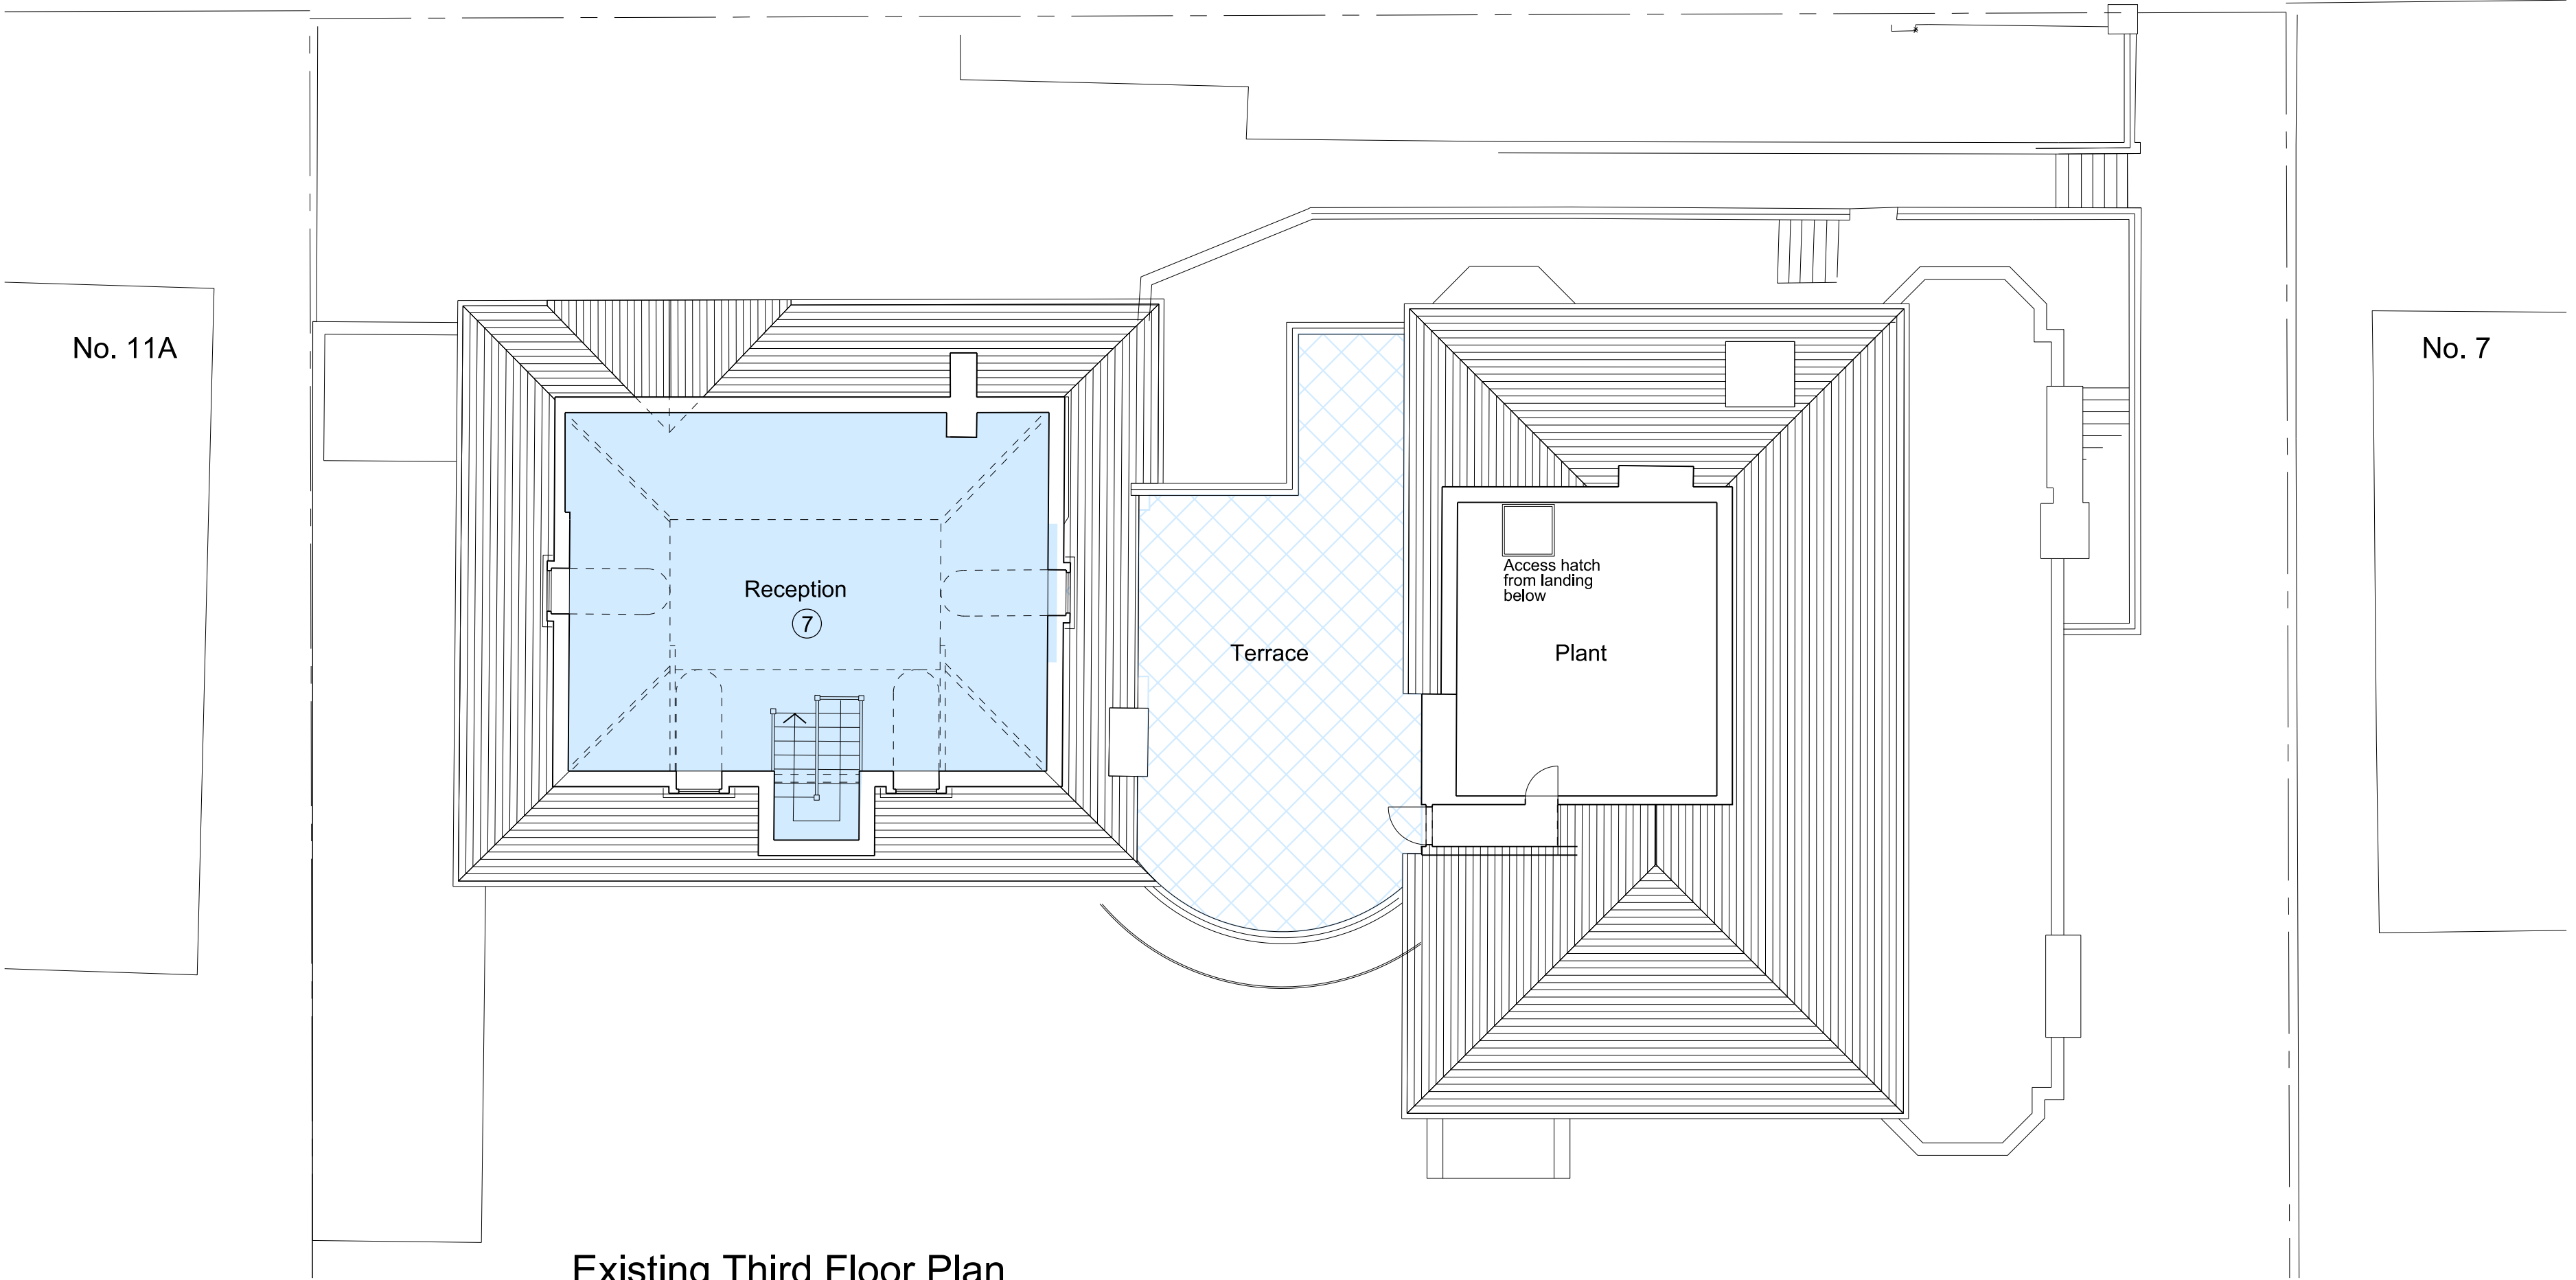 No. 11A
No. 7
Access hatch
from landing
below
Reception
7
Terrace
Plant
Existing Third Floor Plan